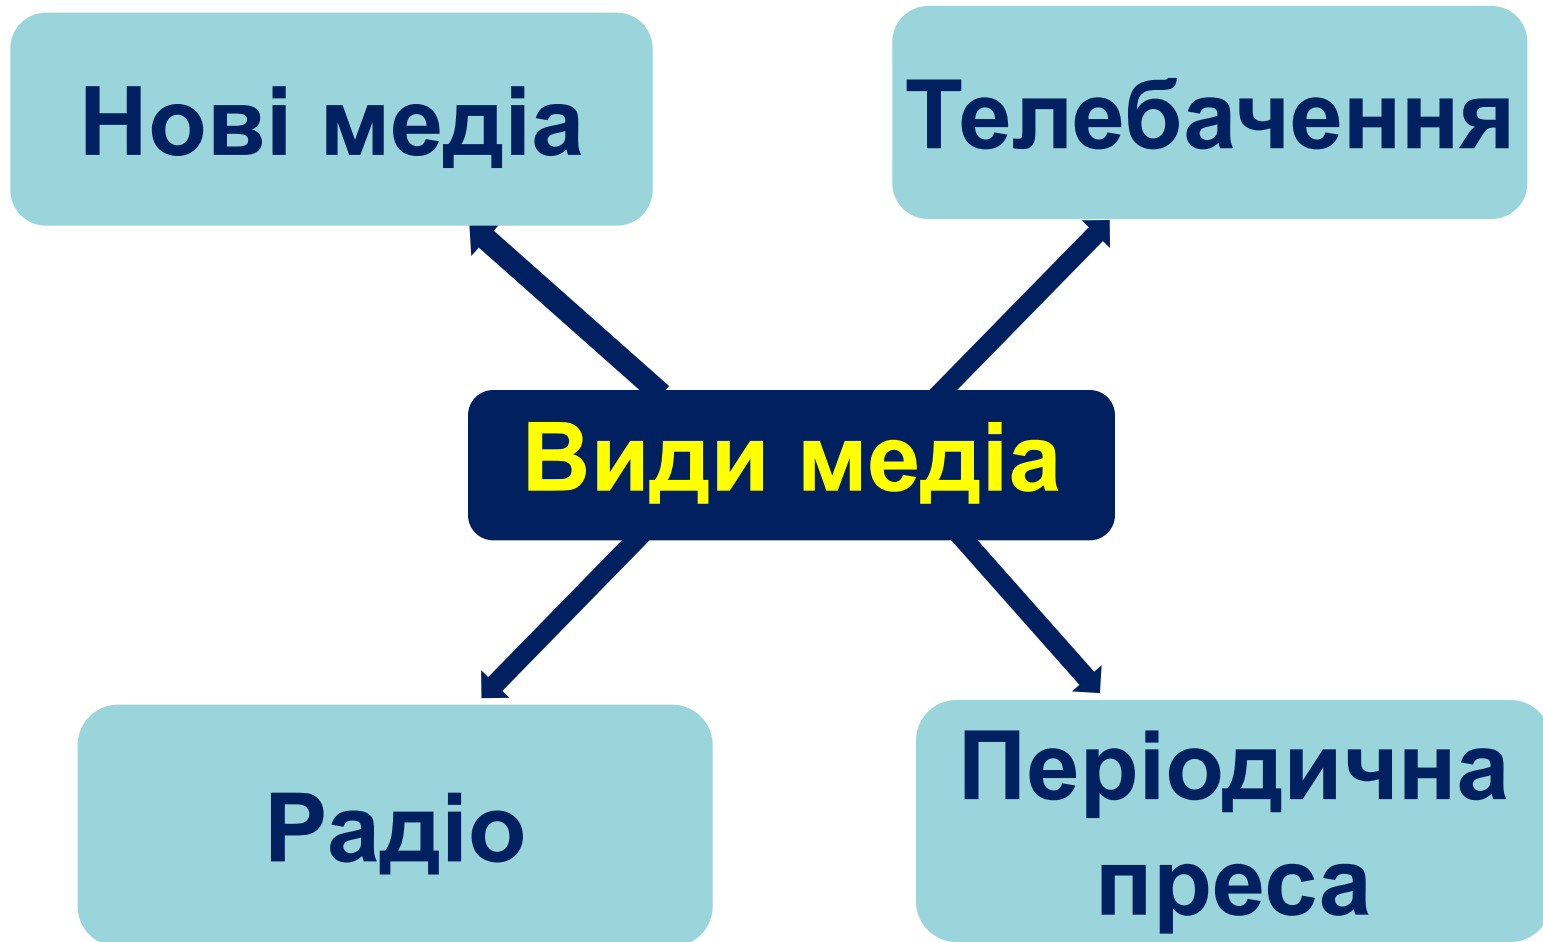 Нові медіа
Телебачення
Види медіа
Радіо
Періодична
преса